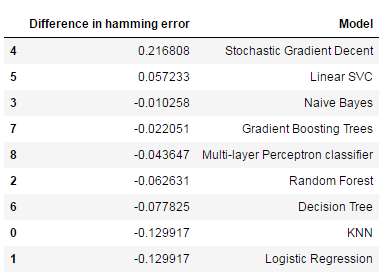 Difference in hamming error Model
4 0.216808 Stochastic Gradient Decent
5 0.057233 Linear SVC
3 -0.010258 Naive Bayes
7 -0.022051 Gradient Boosting Trees
8 -0.043647 Multi-layer Perceptron classifier
2 -0.062631 Random Forest
6 -0.077825 Decision Tree
0 -0.129917 KNN
1 -0.129917 Logistic Regression